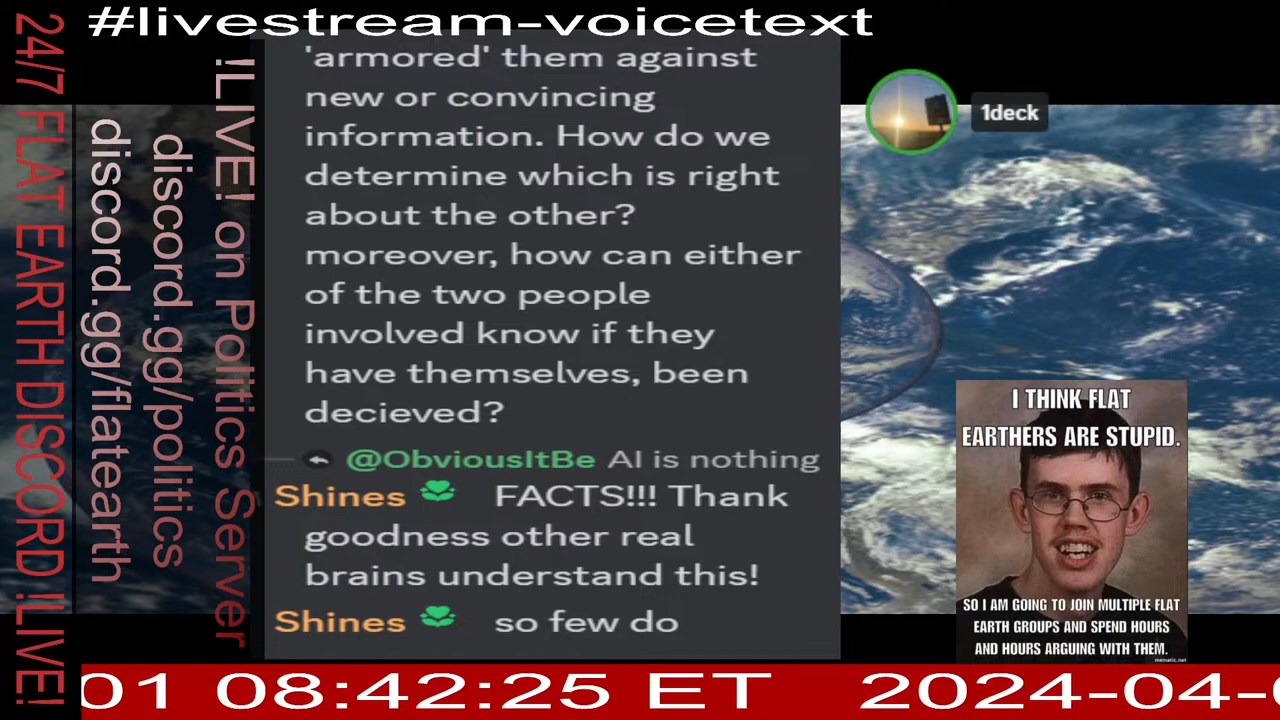 #livestream-voicetext
24/7 FLAT EARTH DISCORD !LIVE!
discord.gg/flatearth
discord.gg/politics
!LIVE! on Politics Server
'armored' them against
new or convincing
information. How do we
determine which is right
about the other?
moreover, how can either
of the two people
involved know if they
have themselves, been
decieved?
@ObviousItBe AI is nothing
Shines FACTS!!! Thank
goodness other real
brains understand this!
Shines so few do
1deck
I THINK FLAT
EARTHERS ARE STUPID.
SO I AM GOING TO JOIN MULTIPLE FLAT
EARTH GROUPS AND SPEND HOURS
AND HOURS ARGUING WITH THEM.
mematic.net
01 08:42:25 ET 2024-04-